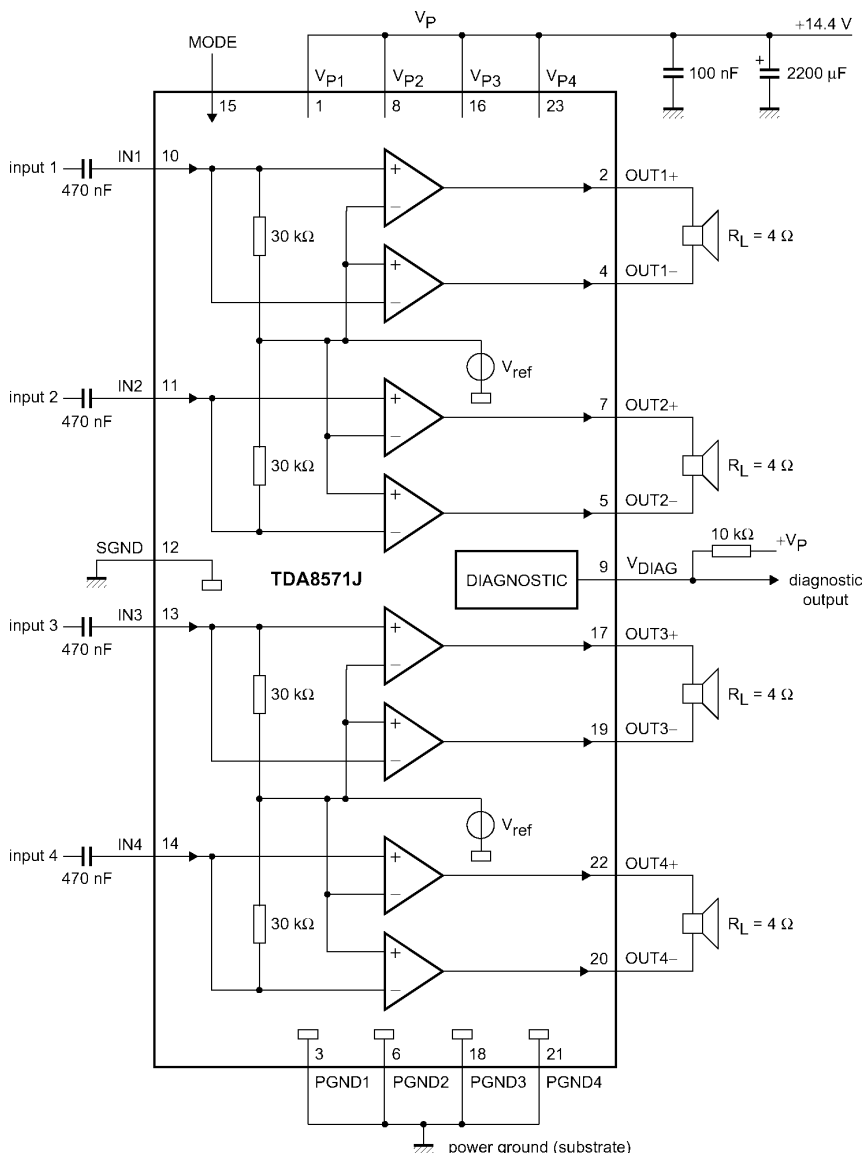 V_P
+14.4 V
MODE
V_P1
V_P2
V_P3
V_P4
100 nF
+
2200 μF
15
1
8
16
23
input 1
470 nF
IN1
10
+
−
2
OUT1+
30 kΩ
R_L = 4 Ω
+
−
4
OUT1−
V_ref
input 2
470 nF
IN2
11
+
−
7
OUT2+
30 kΩ
R_L = 4 Ω
+
−
5
OUT2−
SGND
12
TDA8571J
DIAGNOSTIC
9
V_DIAG
10 kΩ
+V_P
diagnostic
output
input 3
470 nF
IN3
13
+
−
17
OUT3+
30 kΩ
R_L = 4 Ω
+
−
19
OUT3−
V_ref
input 4
470 nF
IN4
14
+
−
22
OUT4+
30 kΩ
R_L = 4 Ω
+
−
20
OUT4−
3
6
18
21
PGND1
PGND2
PGND3
PGND4
power ground (substrate)